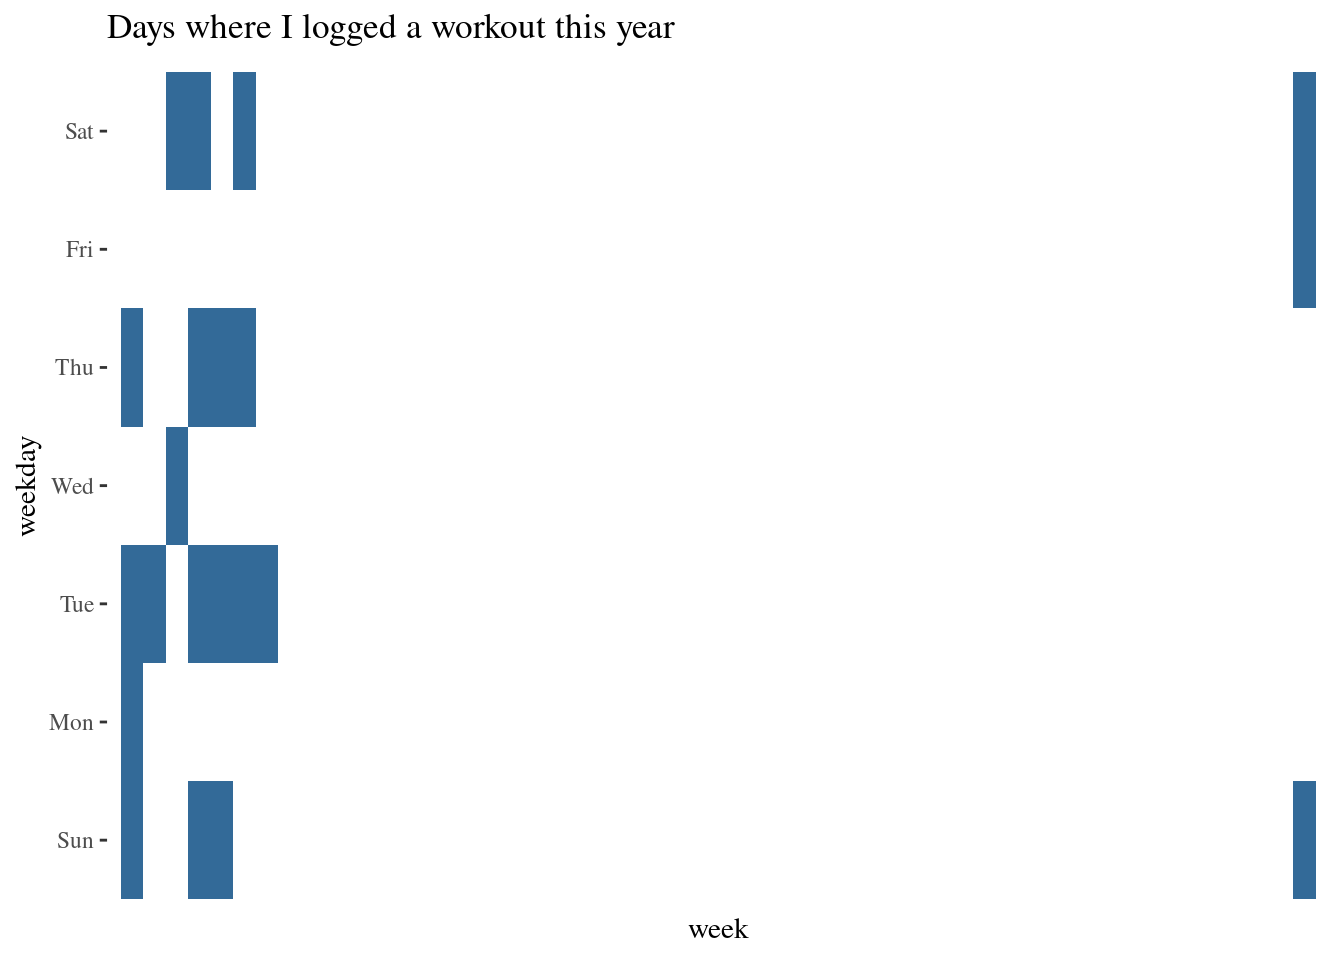 Days where I logged a workout this year
Sat
Fri
Thu
Wed
Tue
Mon
Sun
weekday
week